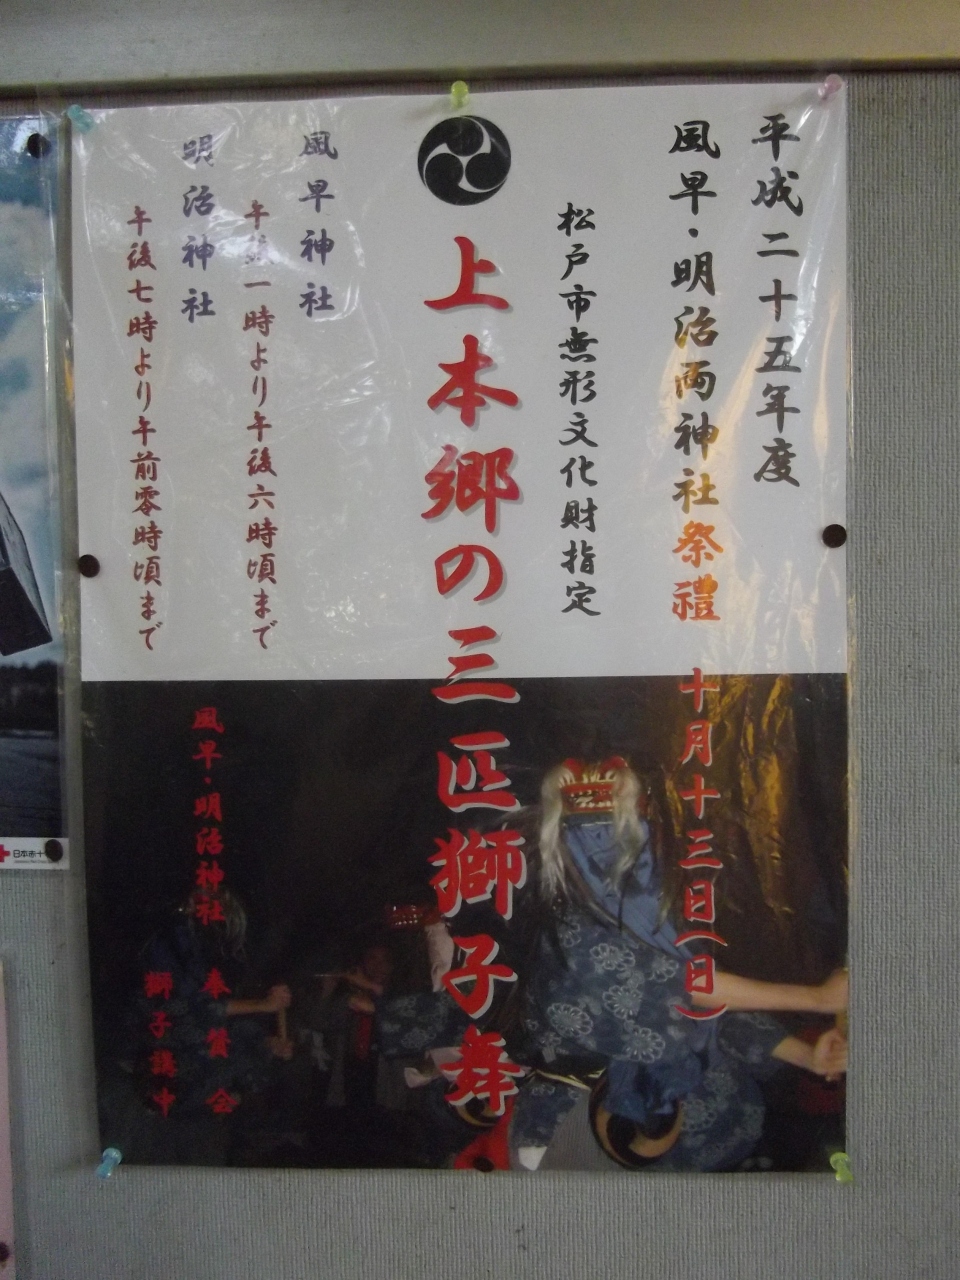 平成二十五年度
風早・明治両神社祭禮 十月十三日(日)
松戸市無形文化財指定
上本郷の三匹獅子舞
風早神社
午後一時より午後六時頃まで
明治神社
午後七時より午前零時頃まで
風早・明治神社 奉賛会
獅子講中
日本赤十